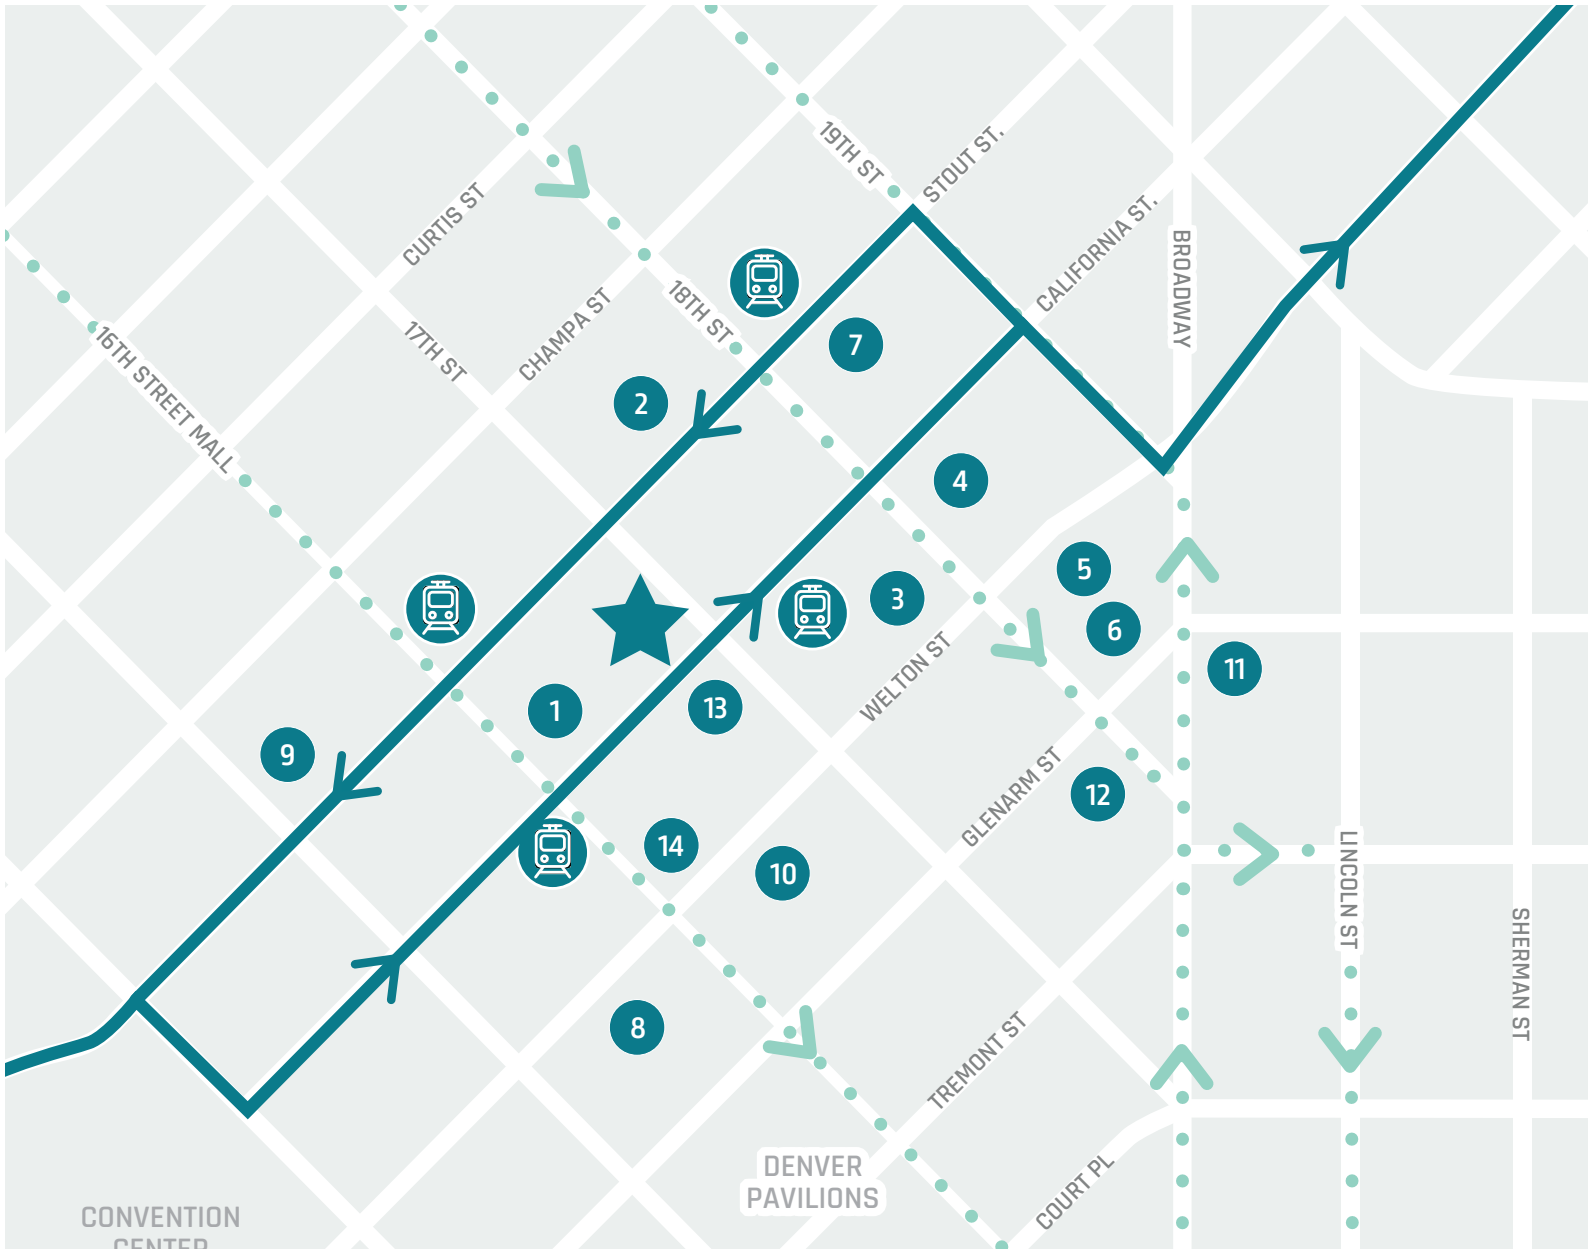 19TH ST
STOUT ST.
CURTIS ST
CALIFORNIA ST.
BROADWAY
18TH ST
CHAMPA ST
17TH ST
16TH STREET MALL
7
2
4
5
3
6
WELTON ST
11
1
13
9
GLENARM ST
12
14
10
LINCOLN ST
SHERMAN ST
8
TREMONT ST
DENVER
PAVILIONS
COURT PL
CONVENTION
CENTER